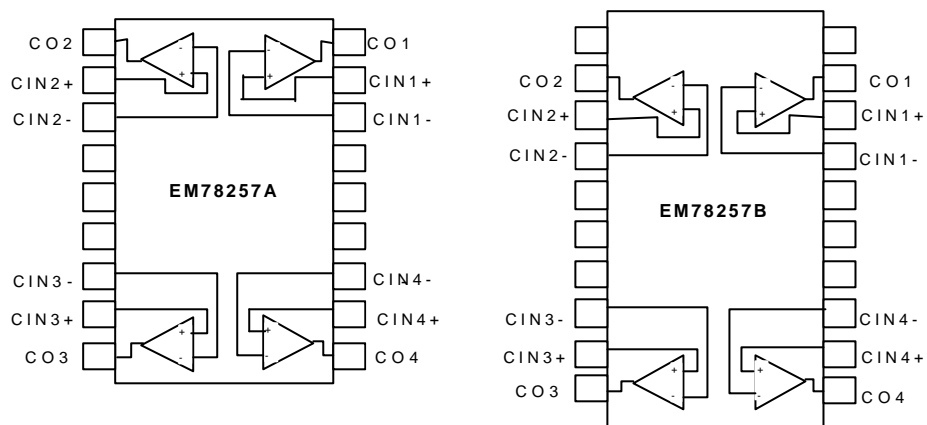 CO2
CIN2+
CIN2-
CO1
CIN1+
CIN1-
EM78257A
CIN3-
CIN3+
CO3
CIN4-
CIN4+
CO4
- + - +
+ - + -
CO2
CIN2+
CIN2-
CO1
CIN1+
CIN1-
EM78257B
CIN3-
CIN3+
CO3
CIN4-
CIN4+
CO4
- + - +
+ - + -